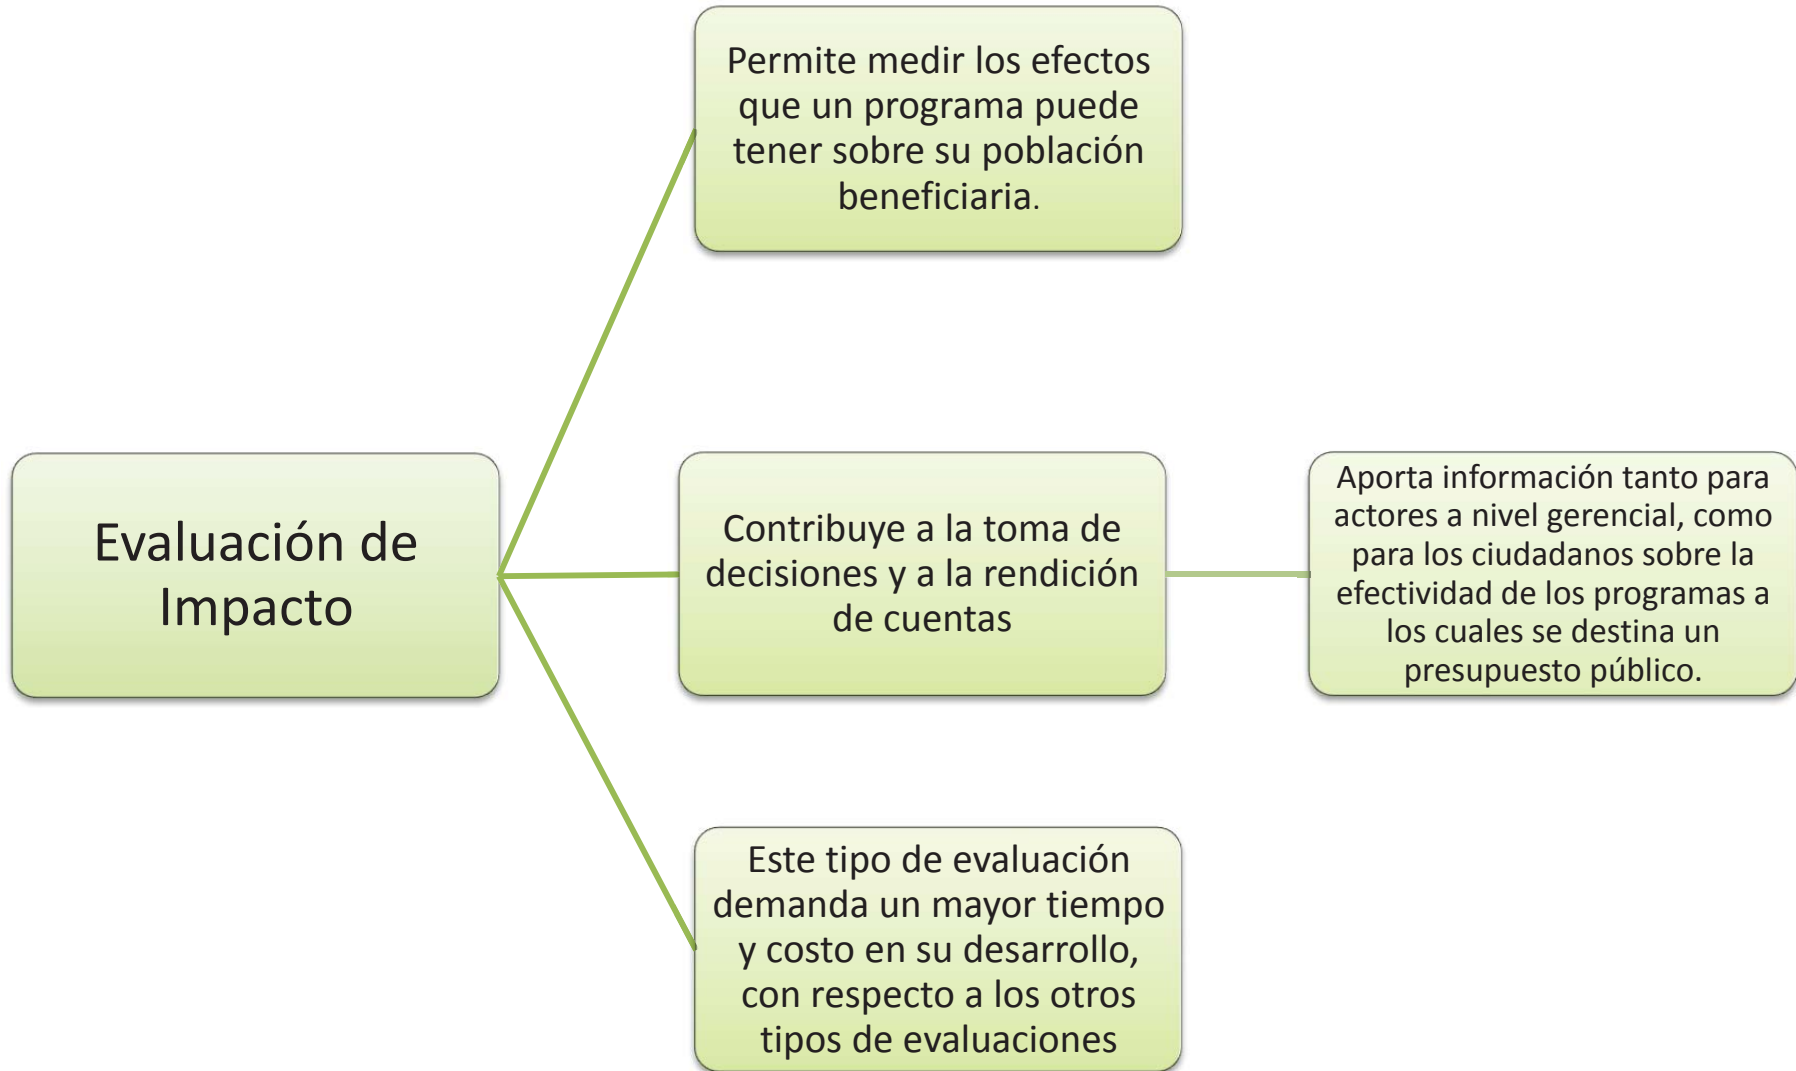 Permite medir los efectos
que un programa puede
tener sobre su población
beneficiaria.
Evaluación de
Impacto
Contribuye a la toma de
decisiones y a la rendición
de cuentas
Aporta información tanto para
actores a nivel gerencial, como
para los ciudadanos sobre la
efectividad de los programas a
los cuales se destina un
presupuesto público.
Este tipo de evaluación
demanda un mayor tiempo
y costo en su desarrollo,
con respecto a los otros
tipos de evaluaciones